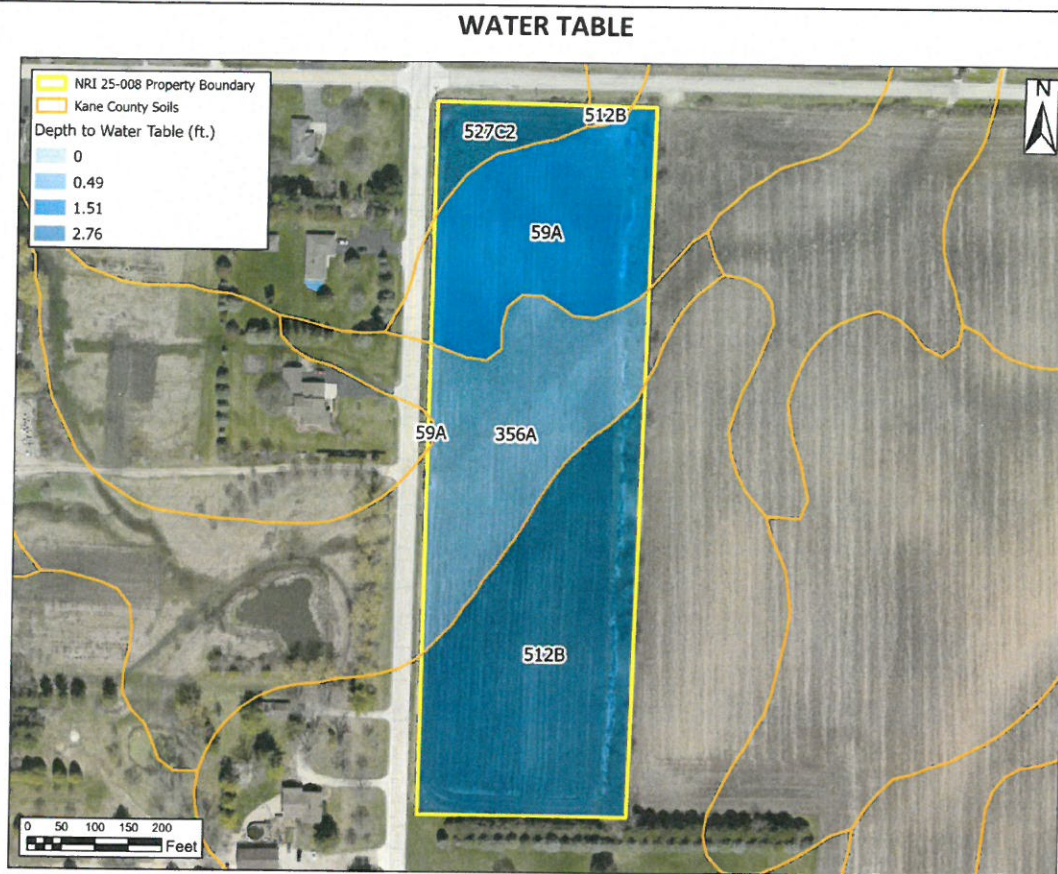 WATER TABLE
NRI 25-008 Property Boundary
Kane County Soils
Depth to Water Table (ft.)
0
0.49
1.51
2.76
N
527C2
512B
59A
59A
356A
512B
0 50 100 150 200
Feet